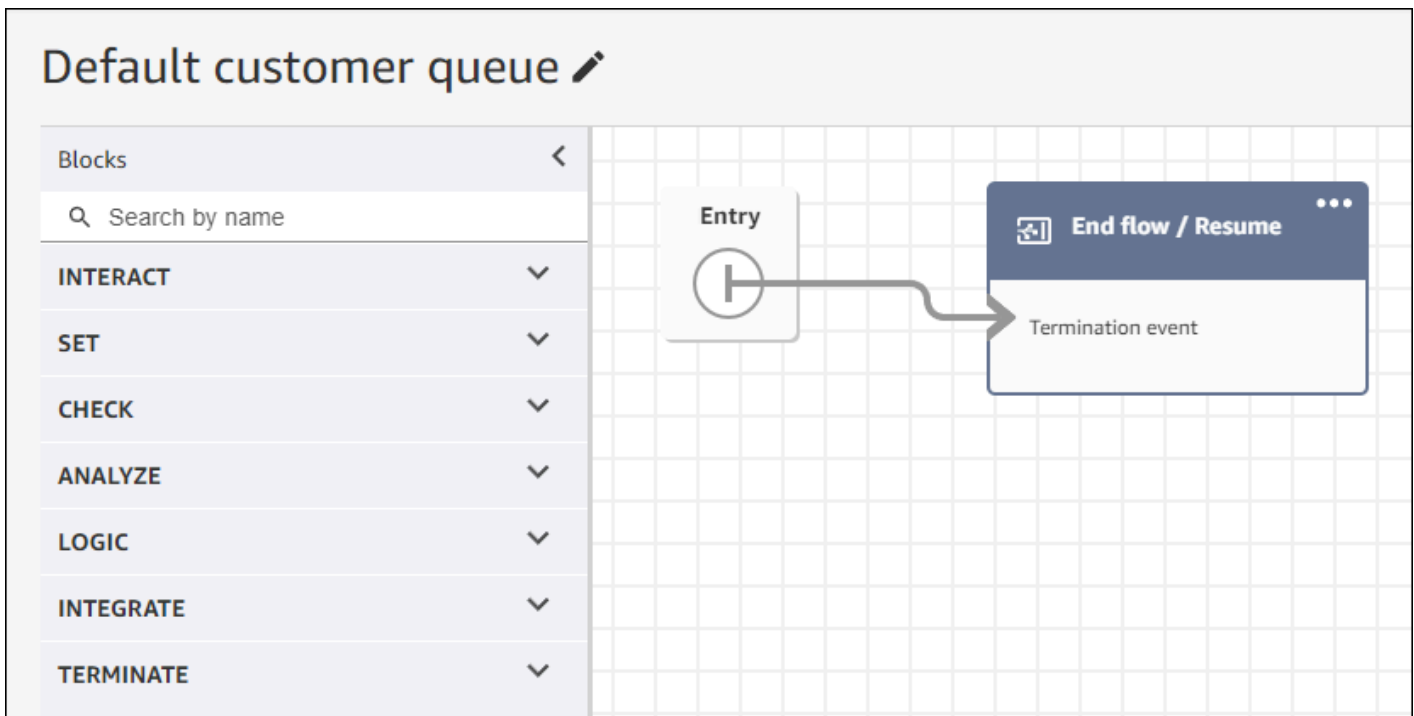 Default customer queue
Blocks
Search by name
INTERACT
SET
CHECK
ANALYZE
LOGIC
INTEGRATE
TERMINATE
Entry
End flow / Resume
Termination event